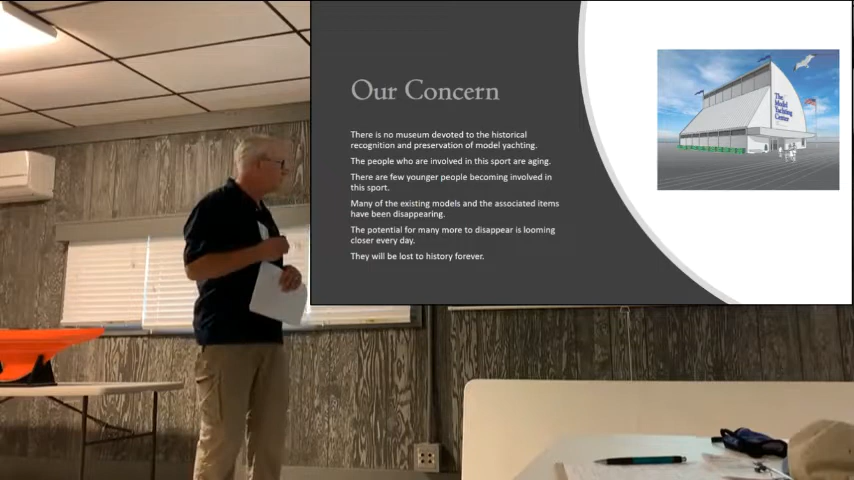 Our Concern
There is no museum devoted to the historical
recognition and preservation of model yachting.
The people who are involved in this sport are aging.
There are few younger people becoming involved in
this sport.
Many of the existing models and the associated items
have been disappearing.
The potential for many more to disappear is looming
closer every day.
They will be lost to history forever.
The
Model
Yachting
Center